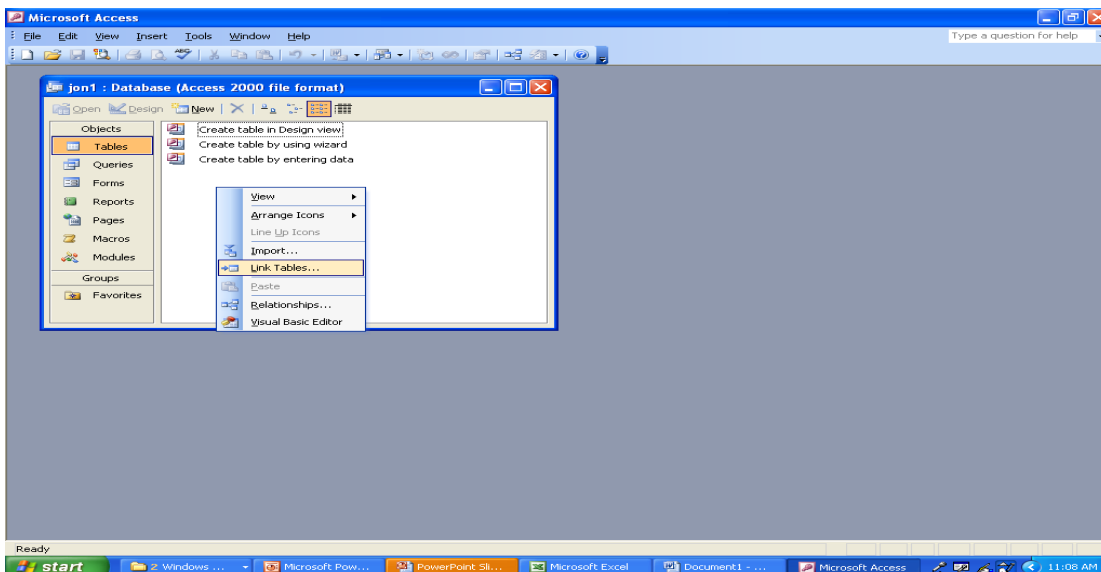 Microsoft Access
File Edit View Insert Tools Window Help
Type a question for help
jon1 : Database (Access 2000 file format)
Open Design New
Objects
Tables
Queries
Forms
Reports
Pages
Macros
Modules
Groups
Favorites
Create table in Design view
Create table by using wizard
Create table by entering data
View
Arrange Icons
Line Up Icons
Import...
Link Tables...
Paste
Relationships...
Visual Basic Editor
Ready
start 2 Windows ... Microsoft Pow... PowerPoint Sli... Microsoft Excel Document1 - ... Microsoft Access 11:08 AM